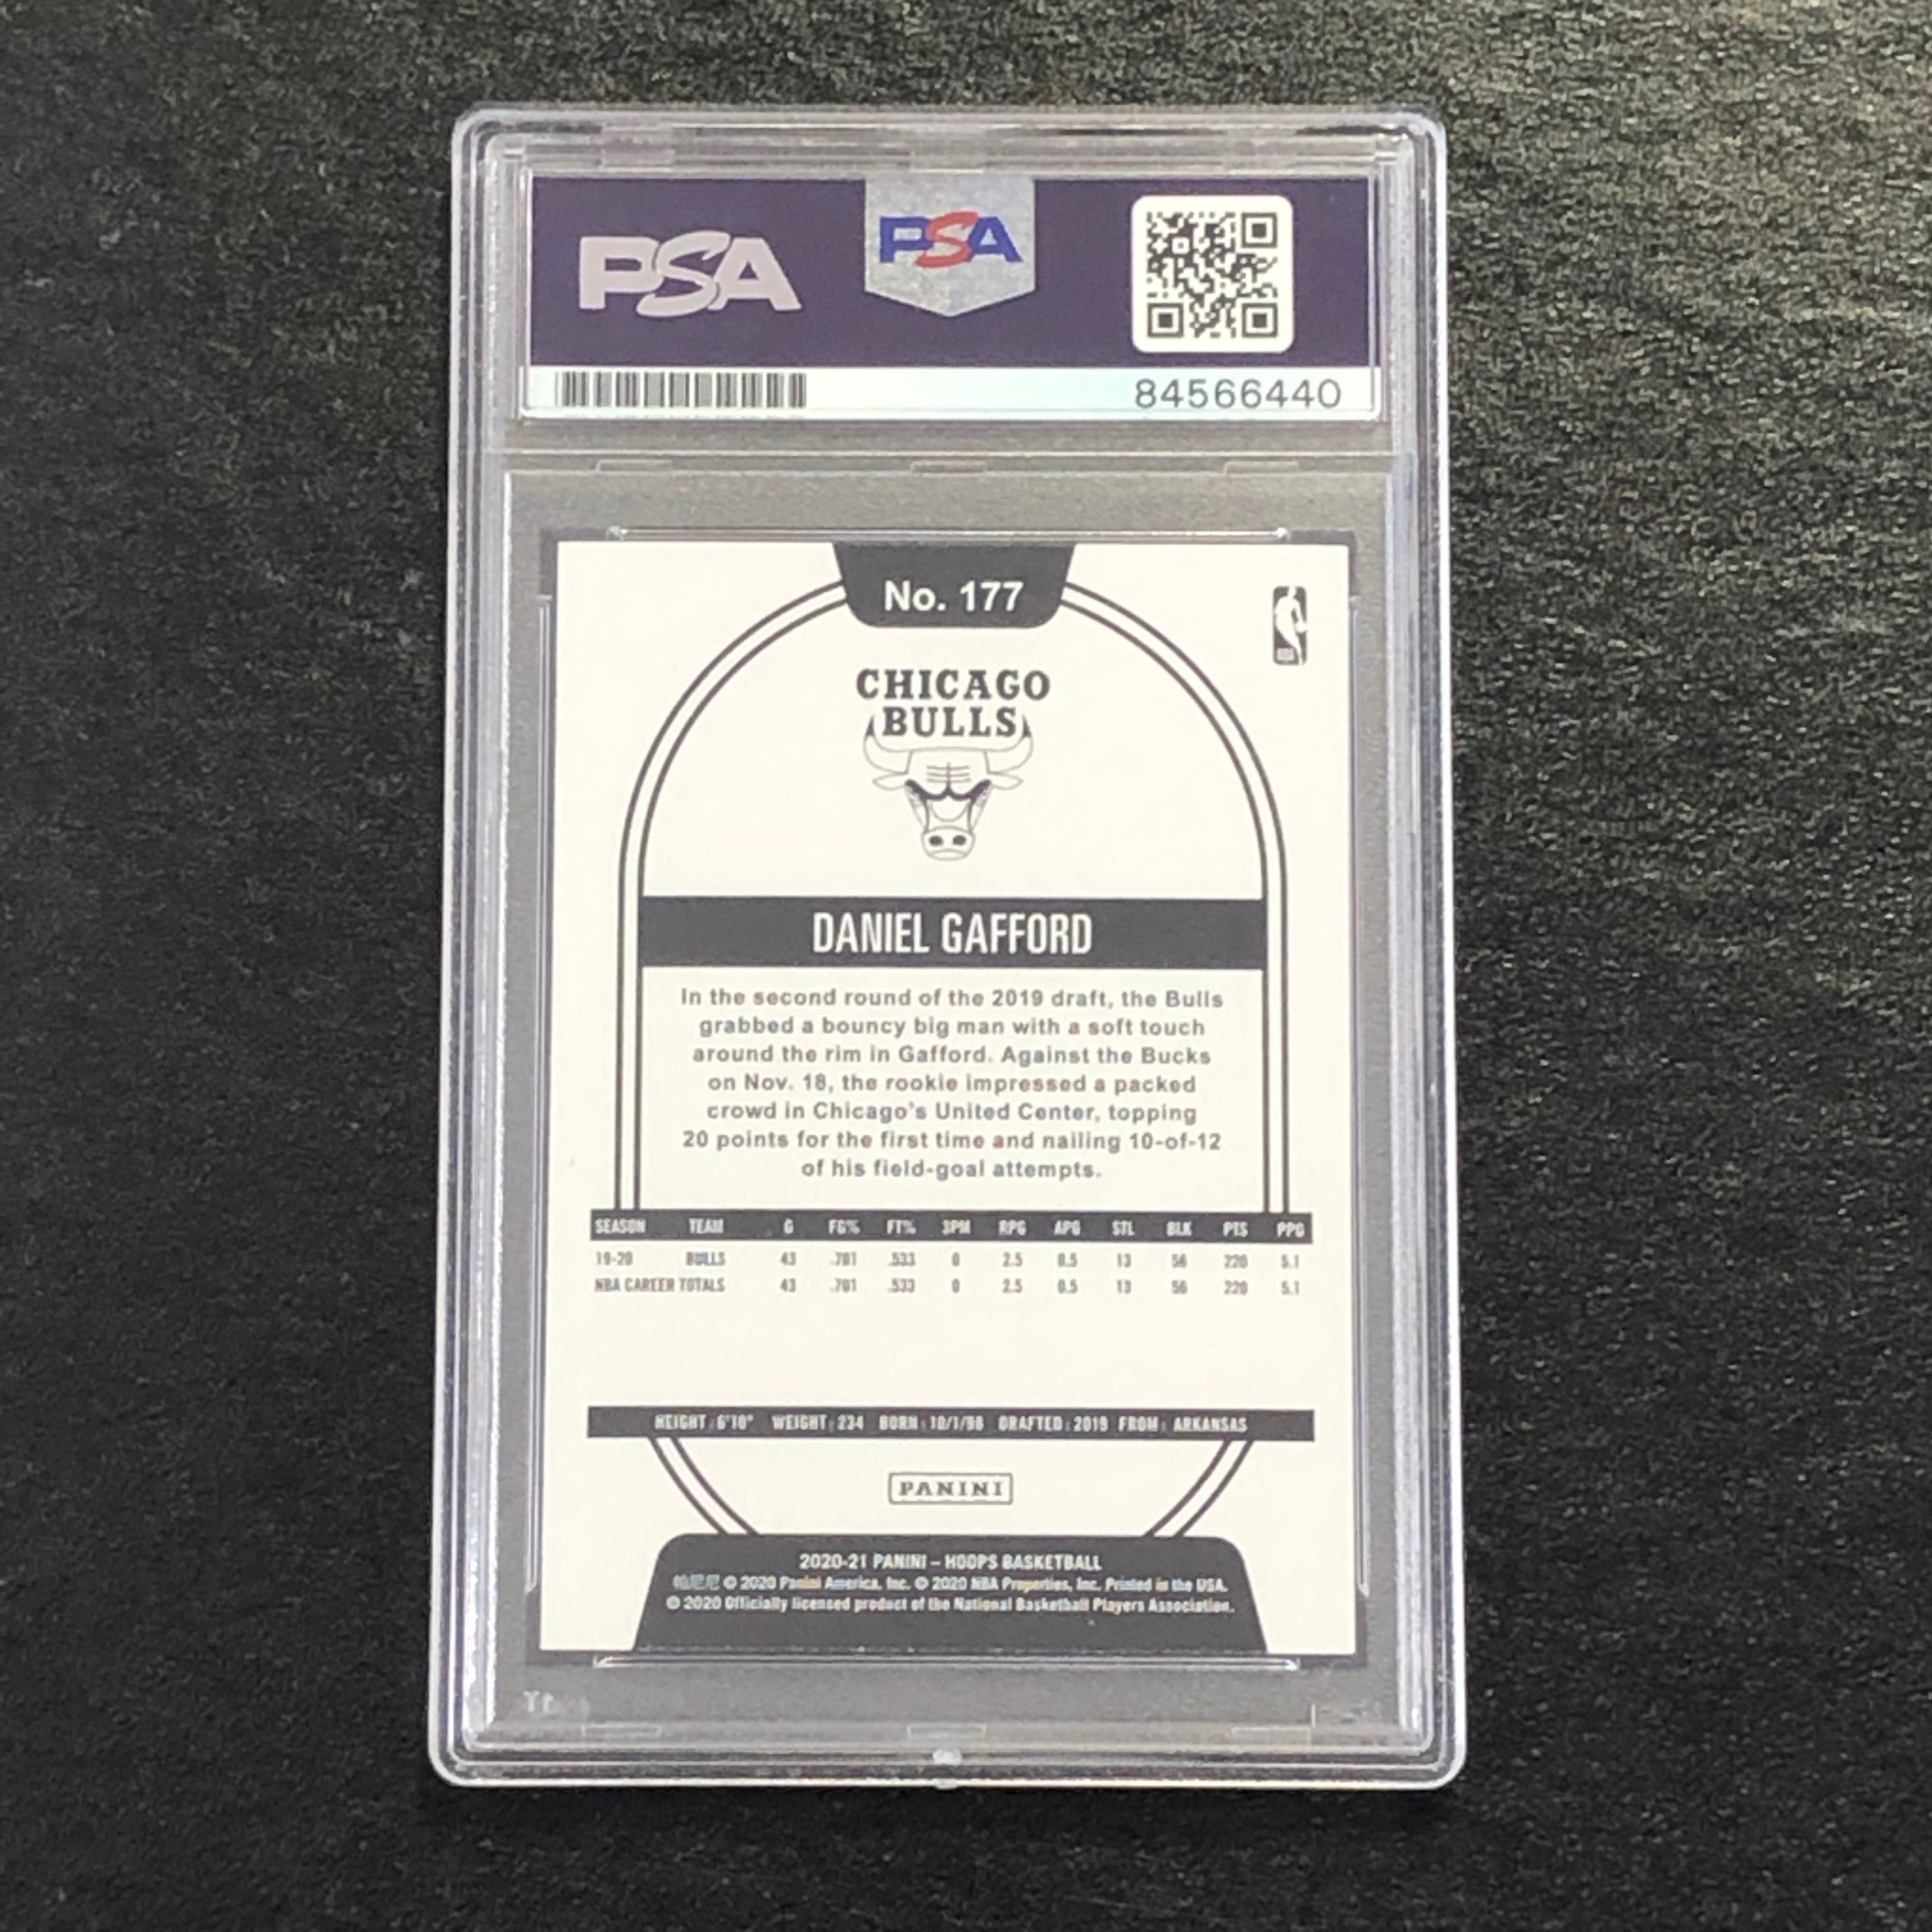 PSA PSA
84566440
No. 177
CHICAGO
BULLS
DANIEL GAFFORD
In the second round of the 2019 draft, the Bulls
grabbed a bouncy big man with a soft touch
around the rim in Gafford. Against the Bucks
on Nov. 18, the rookie impressed a packed
crowd in Chicago's United Center, topping
20 points for the first time and nailing 10-of-12
of his field-goal attempts.
SEASON TEAM G FG% FT% 3PM RPG APG STL BLK PTS PPG
19-20 BULLS 43 .701 .533 0 2.5 0.5 13 56 220 5.1
NBA CAREER TOTALS 43 .701 .533 0 2.5 0.5 13 56 220 5.1
HEIGHT: 6'10" WEIGHT: 234 BORN: 10/1/98 DRAFTED: 2019 FROM: ARKANSAS
PANINI
2020-21 PANINI – HOOPS BASKETBALL
帕尼尼 © 2020 Panini America, Inc. © 2020 NBA Properties, Inc. Printed in the USA.
© 2020 Officially licensed product of the National Basketball Players Association.